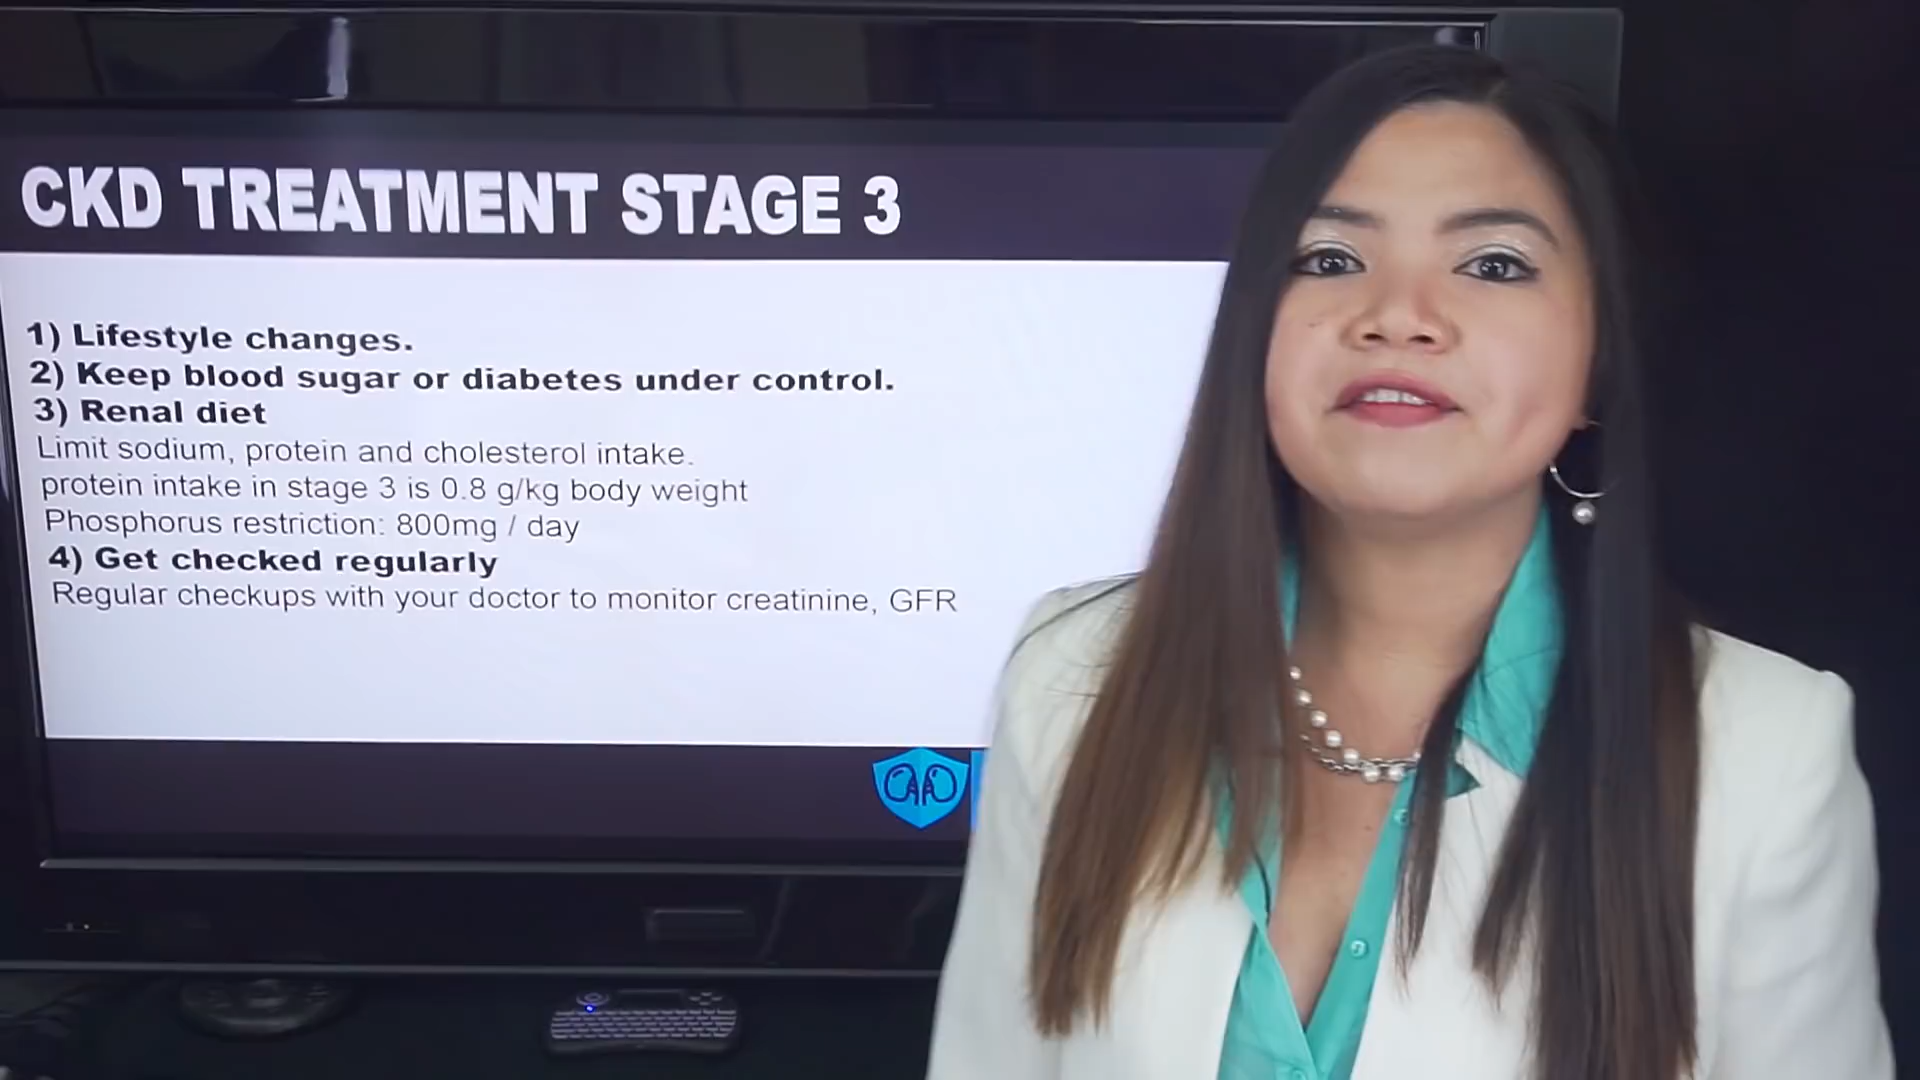 CKD TREATMENT STAGE 3
1) Lifestyle changes.
2) Keep blood sugar or diabetes under control.
3) Renal diet
Limit sodium, protein and cholesterol intake.
protein intake in stage 3 is 0.8 g/kg body weight
Phosphorus restriction: 800mg / day
4) Get checked regularly
Regular checkups with your doctor to monitor creatinine, GFR